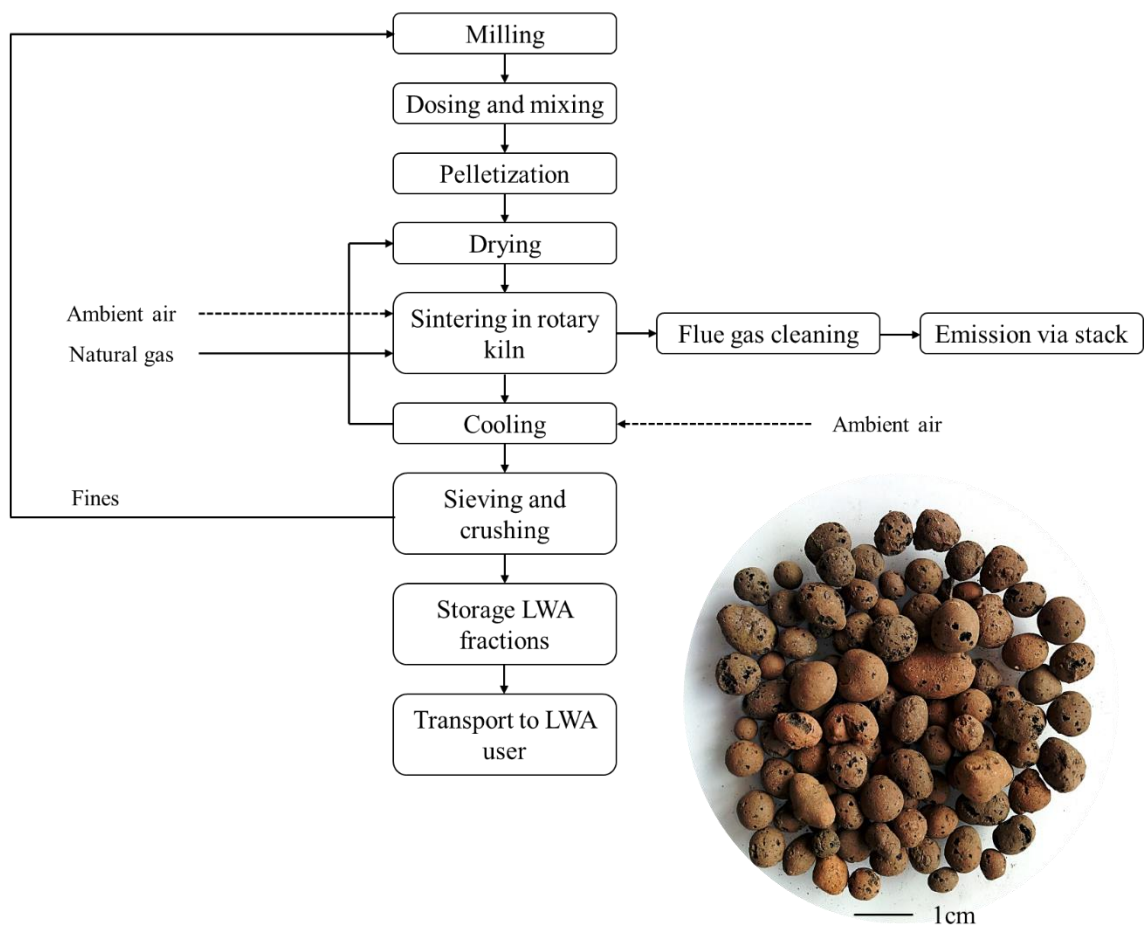 Milling
Dosing and mixing
Pelletization
Drying
Ambient air
Natural gas
Sintering in rotary
kiln
Flue gas cleaning
Emission via stack
Cooling
Ambient air
Fines
Sieving and
crushing
Storage LWA
fractions
Transport to LWA
user
1cm